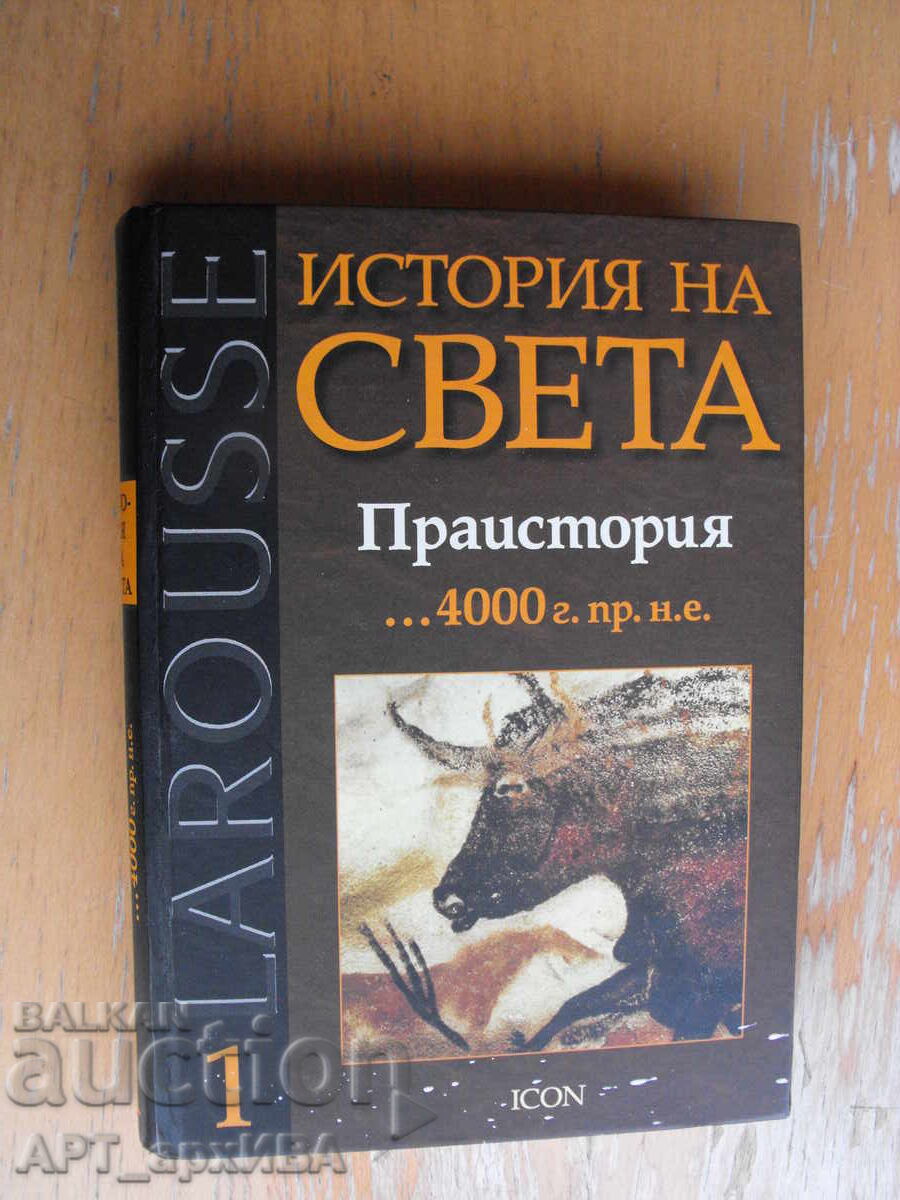 LAROUSSE
1
ИСТОРИЯ НА
СВЕТА
Праистория
...4000 г. пр. н.е.
ICON
...4000 г. пр. н.е.
BALKAN
auction
АРТ_архИВА